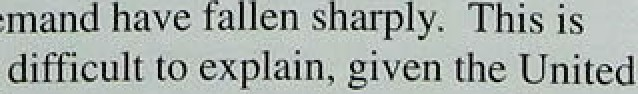 emand have fallen sharply. This is
difficult to explain, given the United